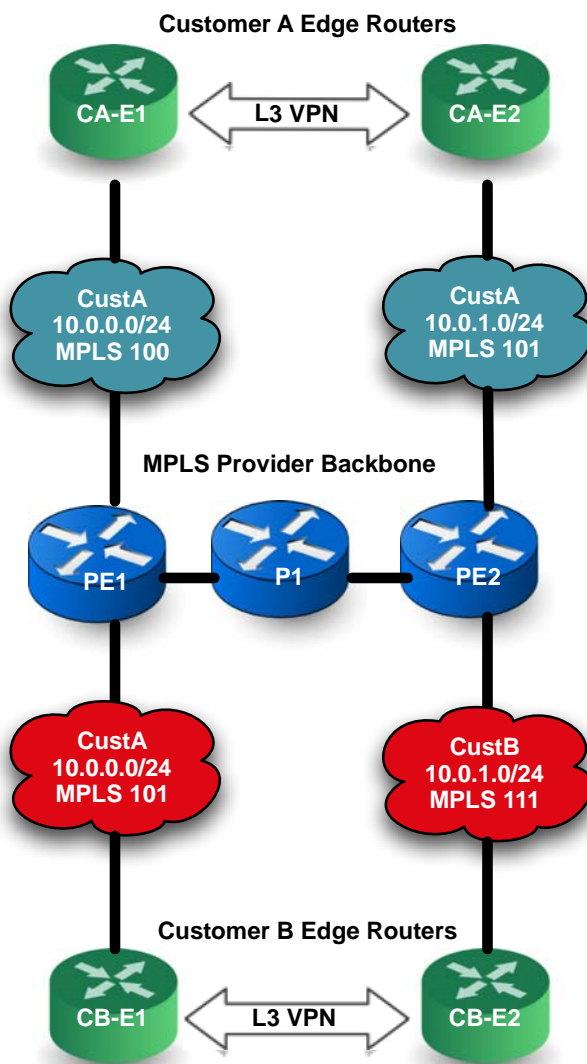 Customer A Edge Routers
CA-E1
L3 VPN
CA-E2
CustA
10.0.0.0/24
MPLS 100
CustA
10.0.1.0/24
MPLS 101
MPLS Provider Backbone
PE1
P1
PE2
CustA
10.0.0.0/24
MPLS 101
CustB
10.0.1.0/24
MPLS 111
Customer B Edge Routers
CB-E1
L3 VPN
CB-E2